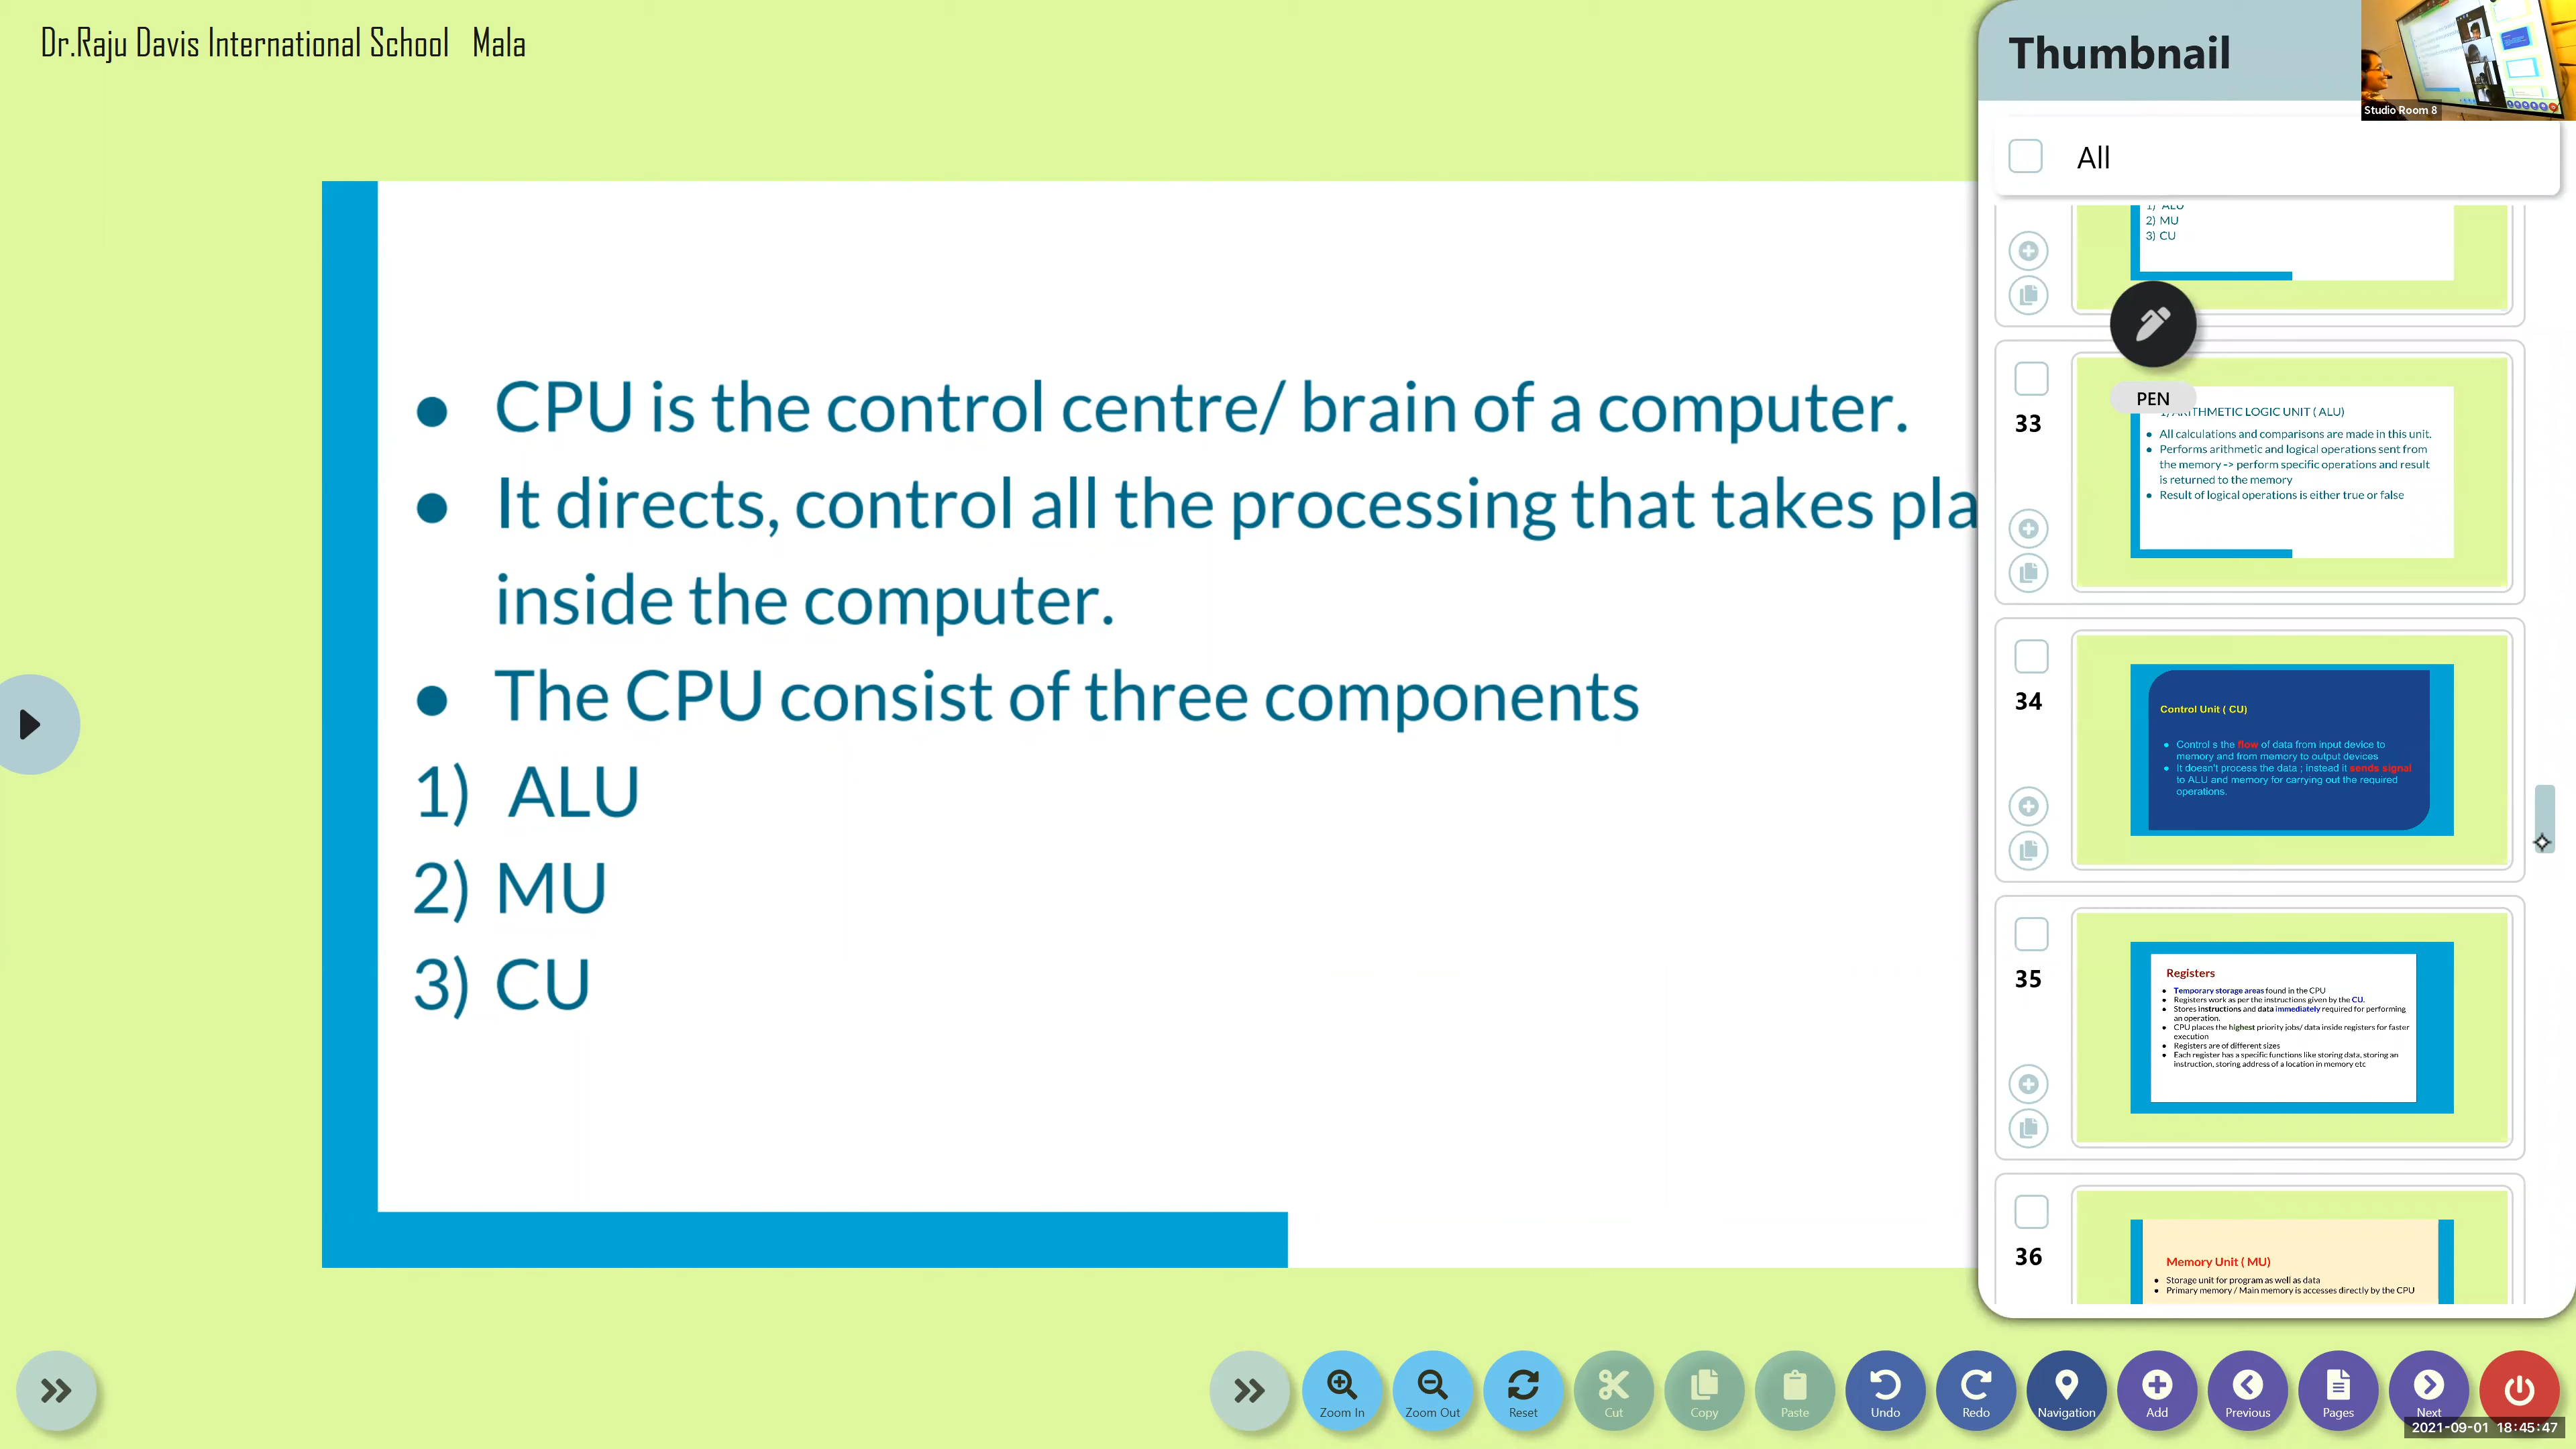 Dr.Raju Davis International School Mala
● CPU is the control centre/ brain of a computer.
● It directs, control all the processing that takes pla
inside the computer.
● The CPU consist of three components
1) ALU
2) MU
3) CU
Thumbnail
Studio Room 8
All
1) ALU
2) MU
3) CU
PEN
33
THMETIC LOGIC UNIT ( ALU)
● All calculations and comparisons are made in this unit.
● Performs arithmetic and logical operations sent from
the memory -> perform specific operations and result
is returned to the memory
● Result of logical operations is either true or false
34
Control Unit ( CU)
● Control s the flow of data from input device to
memory and from memory to output devices
● It doesn't process the data ; instead it sends signal
to ALU and memory for carrying out the required
operations.
35
Registers
● Temporary storage areas found in the CPU
● Registers work as per the instructions given by the CU.
● Stores instructions and data immediately required for performing
an operation.
● CPU places the highest priority jobs/ data inside registers for faster
execution
● Registers are of different sizes
● Each register has a specific functions like storing data, storing an
instruction, storing address of a location in memory etc
36
Memory Unit ( MU)
● Storage unit for program as well as data
● Primary memory / Main memory is accesses directly by the CPU
Zoom In
Zoom Out
Reset
Cut
Copy
Paste
Undo
Redo
Navigation
Add
Previous
Pages
Next
2021-09-01 18:45:47